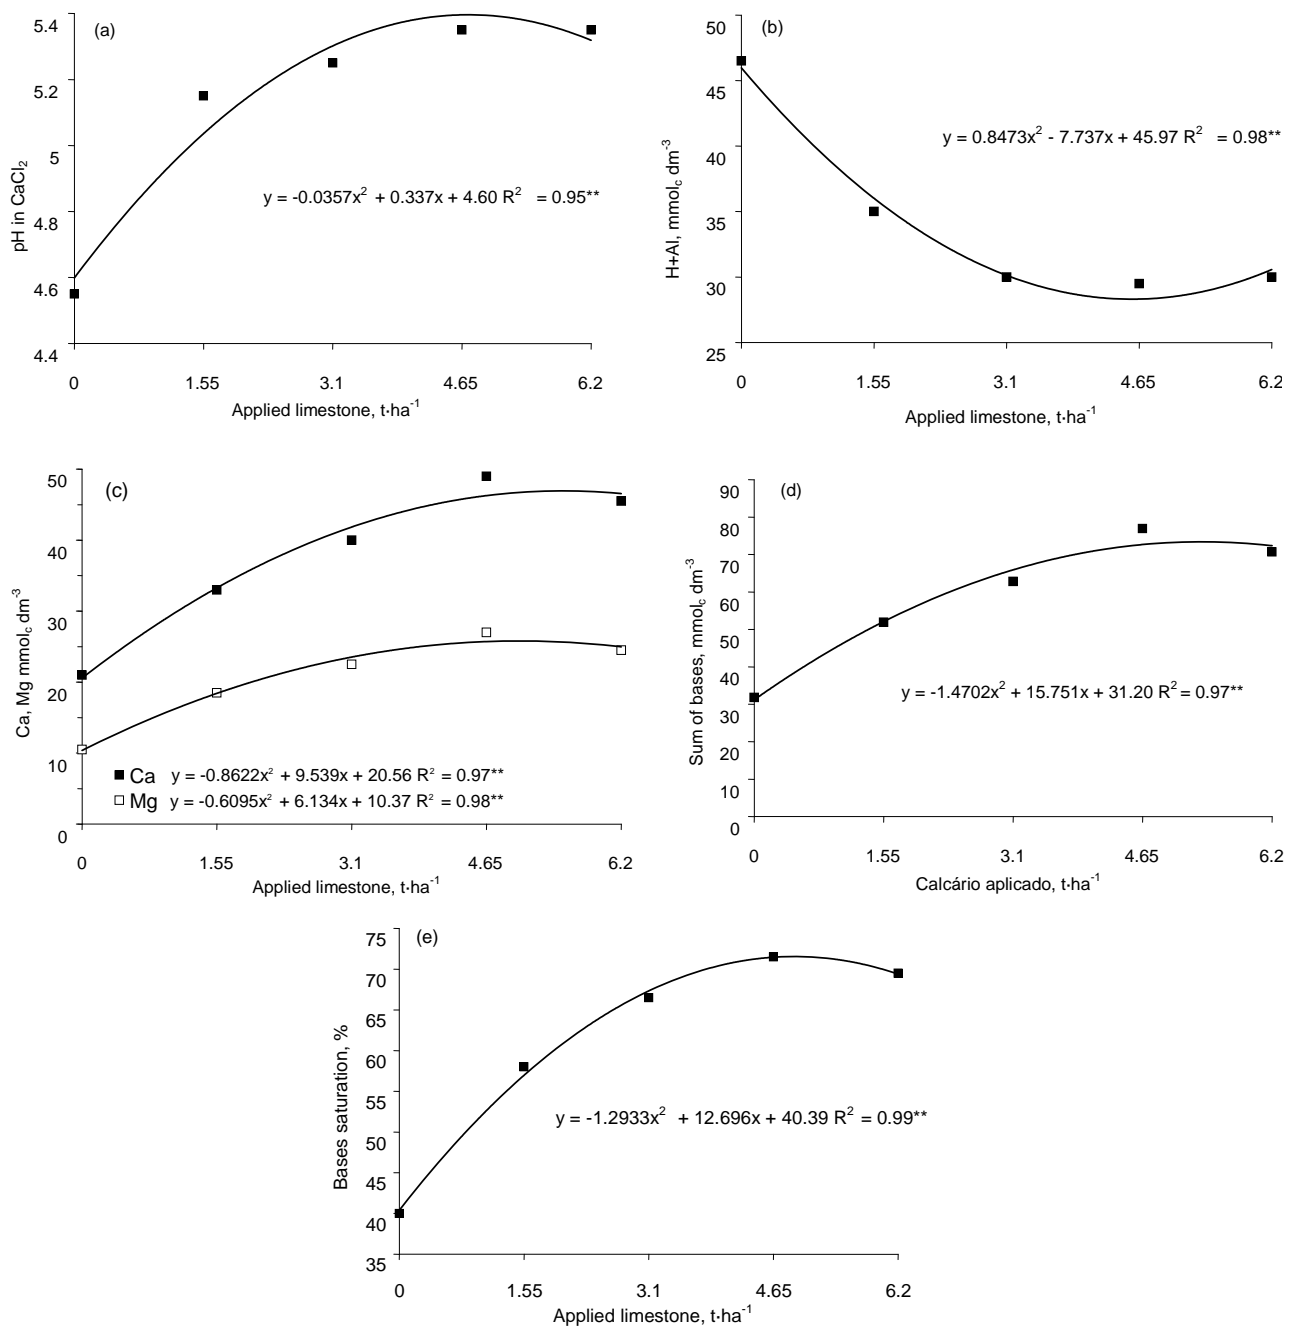 (a)
5.4
5.2
5
4.8
4.6
4.4
pH in CaCl₂
y = -0.0357x² + 0.337x + 4.60 R² = 0.95**
0 1.55 3.1 4.65 6.2
Applied limestone, t·ha⁻¹
(b)
50
45
40
35
30
25
H+Al, mmol꜀ dm⁻³
y = 0.8473x² - 7.737x + 45.97 R² = 0.98**
0 1.55 3.1 4.65 6.2
Applied limestone, t·ha⁻¹
(c)
50
40
30
20
10
0
Ca, Mg mmol꜀ dm⁻³
Ca y = -0.8622x² + 9.539x + 20.56 R² = 0.97**
Mg y = -0.6095x² + 6.134x + 10.37 R² = 0.98**
0 1.55 3.1 4.65 6.2
Applied limestone, t·ha⁻¹
(d)
90
80
70
60
50
40
30
20
10
0
Sum of bases, mmol꜀ dm⁻³
y = -1.4702x² + 15.751x + 31.20 R² = 0.97**
0 1.55 3.1 4.65 6.2
Calcário aplicado, t·ha⁻¹
(e)
75
70
65
60
55
50
45
40
35
Bases saturation, %
y = -1.2933x² + 12.696x + 40.39 R² = 0.99**
0 1.55 3.1 4.65 6.2
Applied limestone, t·ha⁻¹